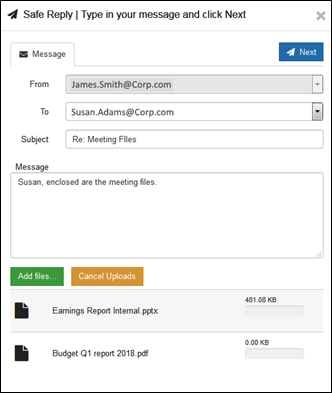 Safe Reply | Type in your message and click Next
Message
Next
From James.Smith@Corp.com
To Susan.Adams@Corp.com
Subject Re: Meeting FIles
Message
Susan, enclosed are the meeting files.
Add files... Cancel Uploads
481.08 KB
Earnings Report Internal.pptx
0.00 KB
Budget Q1 report 2018.pdf